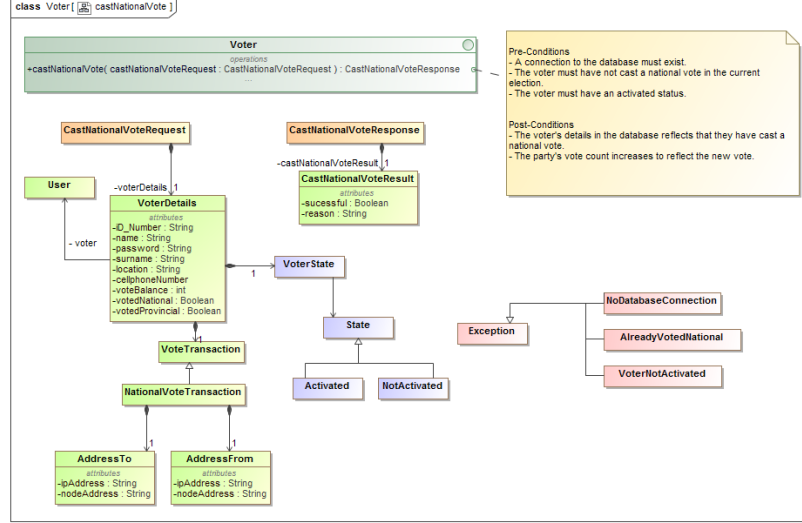 class Voter [ castNationalVote ]
Voter
operations
+castNationalVote( castNationalVoteRequest : CastNationalVoteRequest ) : CastNationalVoteResponse
...
Pre-Conditions
- A connection to the database must exist.
- The voter must have not cast a national vote in the current
election.
- The voter must have an activated status.
Post-Conditions
- The voter's details in the database reflects that they have cast a
national vote.
- The party's vote count increases to reflect the new vote.
CastNationalVoteRequest
CastNationalVoteResponse
-castNationalVoteResult 1
CastNationalVoteResult
attributes
-sucessful : Boolean
-reason : String
User
-voterDetails 1
- voter
VoterDetails
attributes
-iD_Number : String
-name : String
-password : String
-surname : String
-location : String
-cellphoneNumber
-voteBalance : int
-votedNational : Boolean
-votedProvincial : Boolean
1
VoterState
State
Activated
NotActivated
Exception
NoDatabaseConnection
AlreadyVotedNational
VoterNotActivated
1
VoteTransaction
NationalVoteTransaction
1
1
AddressTo
attributes
-ipAddress : String
-nodeAddress : String
AddressFrom
attributes
-ipAddress : String
-nodeAddress : String